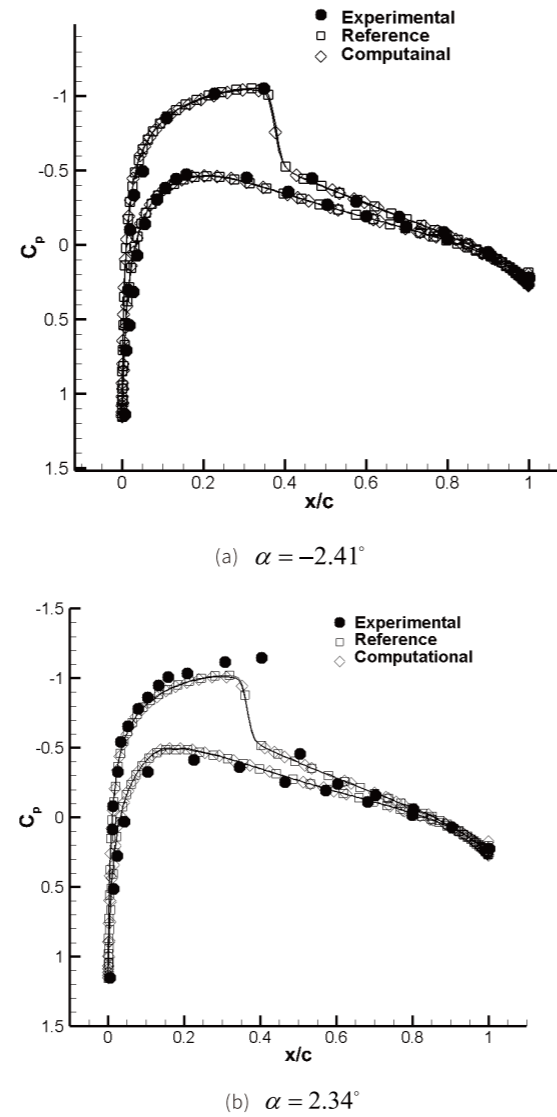 Experimental
Reference
Computainal
-1
-0.5
0
0.5
1
1.5
Cp
0 0.2 0.4 0.6 0.8 1
x/c
(a) α = −2.41°
-1.5
Experimental
Reference
Computational
-1
-0.5
0
0.5
1
1.5
Cp
0 0.2 0.4 0.6 0.8 1
x/c
(b) α = 2.34°